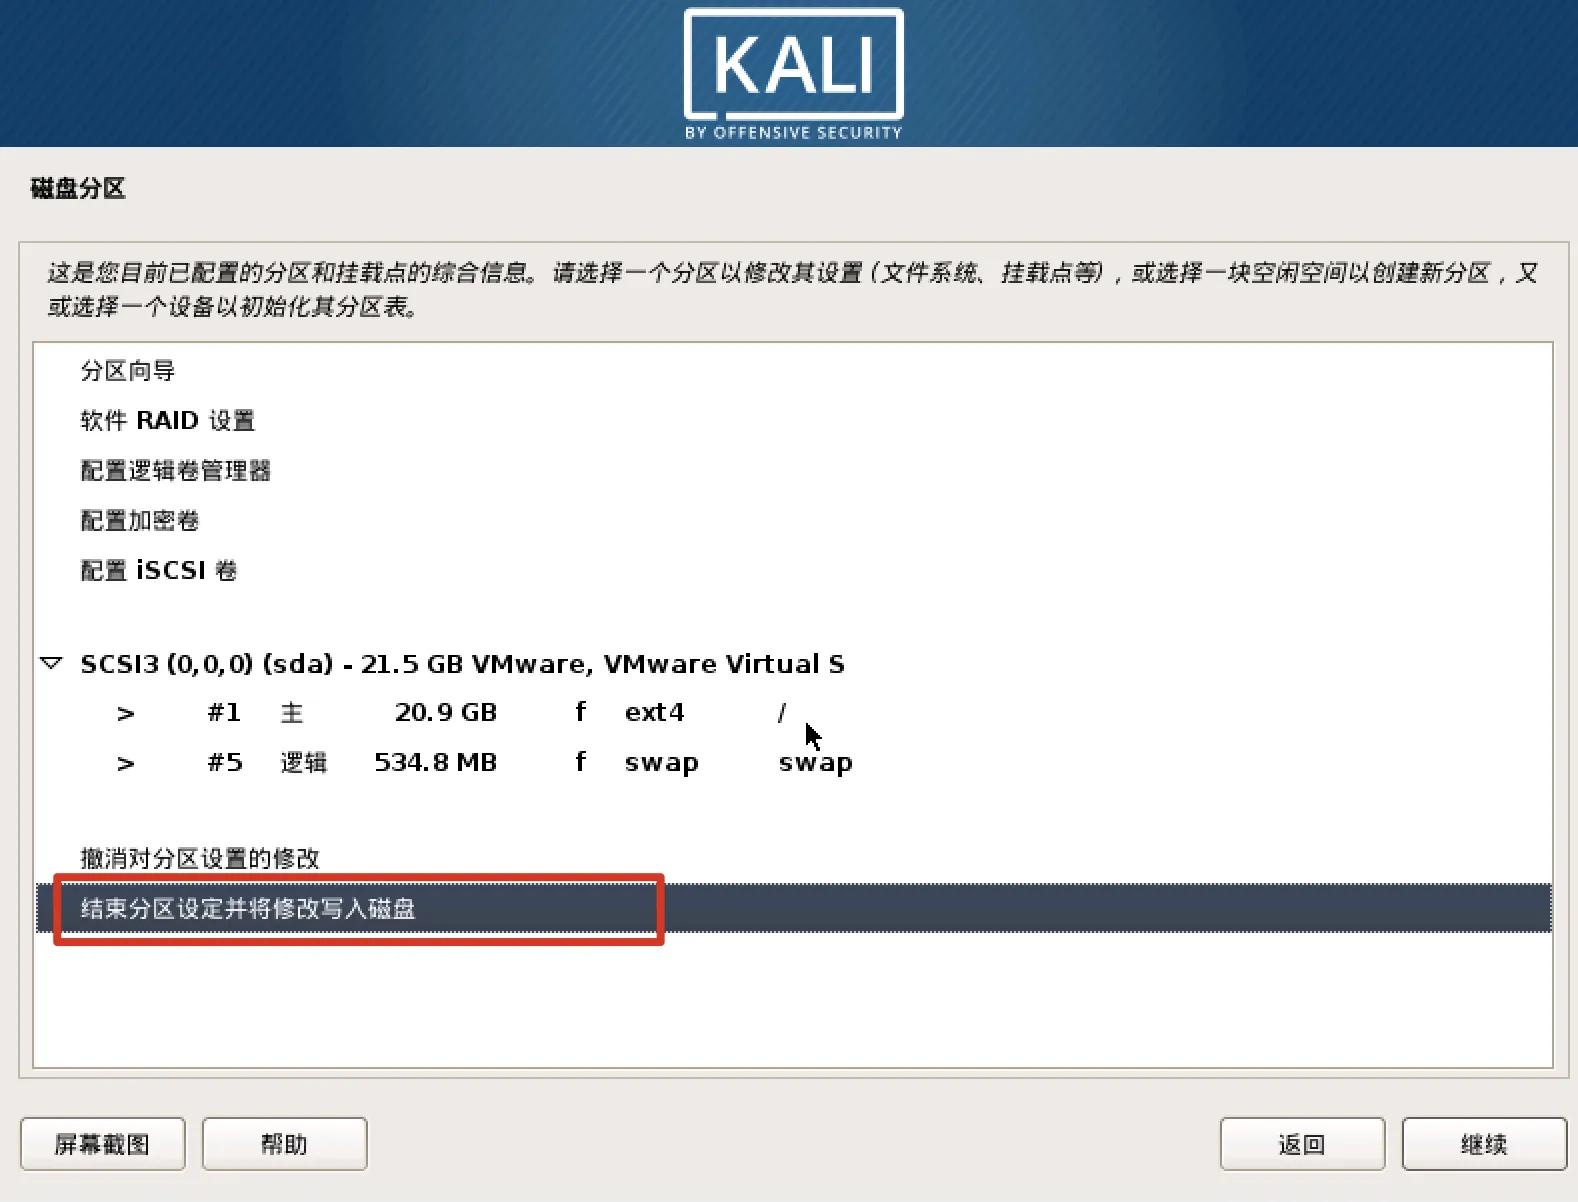 KALI
BY OFFENSIVE SECURITY
磁盘分区
这是您目前已配置的分区和挂载点的综合信息。请选择一个分区以修改其设置(文件系统、挂载点等)，或选择一块空闲空间以创建新分区，又
或选择一个设备以初始化其分区表。
分区向导
软件 RAID 设置
配置逻辑卷管理器
配置加密卷
配置 iSCSI 卷
SCSI3 (0,0,0) (sda) - 21.5 GB VMware, VMware Virtual S
> #1 主 20.9 GB f ext4 /
> #5 逻辑 534.8 MB f swap swap
撤消对分区设置的修改
结束分区设定并将修改写入磁盘
屏幕截图 帮助 返回 继续